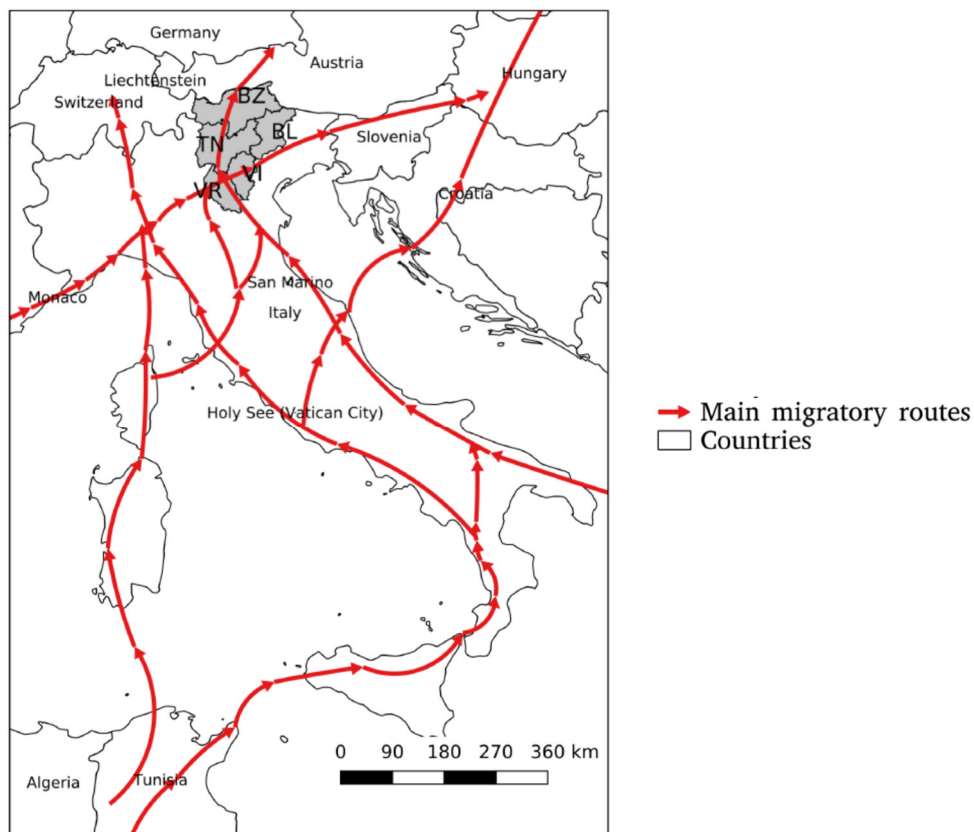 Germany
Austria
Liechtenstein
Hungary
Switzerland
BZ
BL
TN
Slovenia
VI
VR
Croatia
Monaco
San Marino
Italy
Holy See (Vatican City)
Main migratory routes
Countries
0 90 180 270 360 km
Algeria
Tunisia